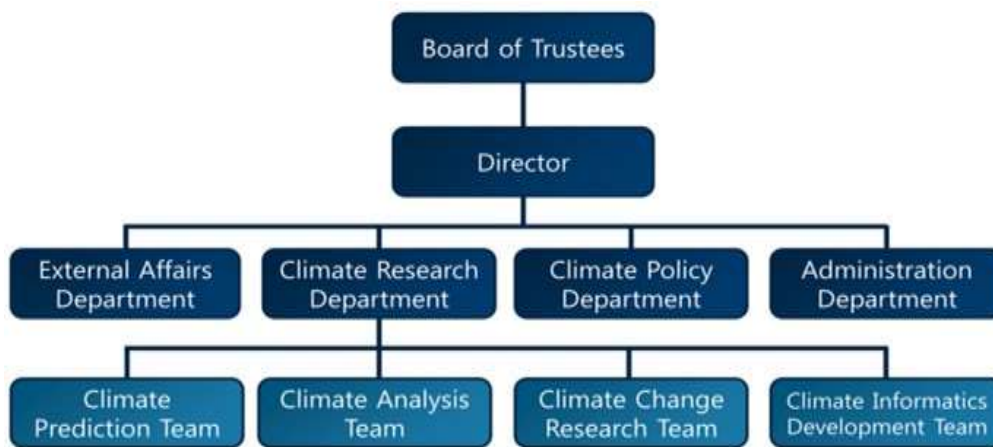 Board of Trustees
Director
External Affairs
Department
Climate Research
Department
Climate Policy
Department
Administration
Department
Climate
Prediction Team
Climate Analysis
Team
Climate Change
Research Team
Climate Informatics
Development Team